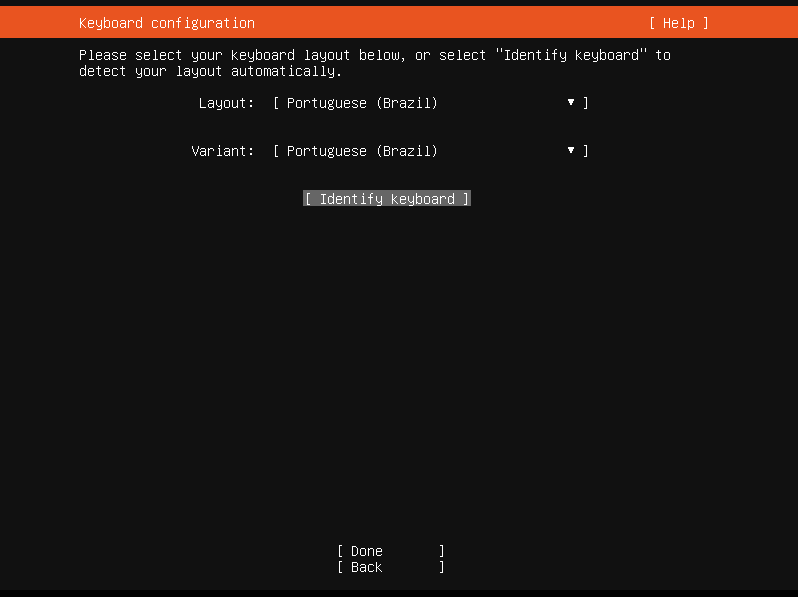 Keyboard configuration [ Help ]
Please select your keyboard layout below, or select "Identify keyboard" to
detect your layout automatically.
Layout: [ Portuguese (Brazil) ▾ ]
Variant: [ Portuguese (Brazil) ▾ ]
[ Identify keyboard ]
[ Done ]
[ Back ]